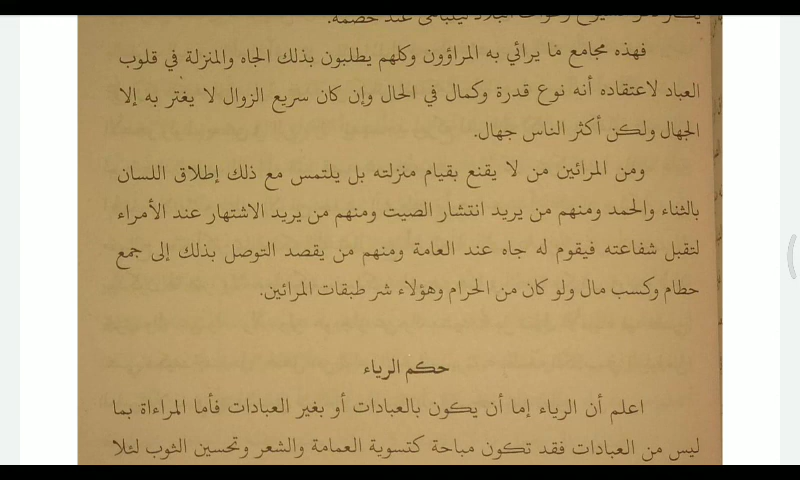 عند خصمه.
فهذه مجامع ما يرائي به المراؤون وكلهم يطلبون بذلك الجاه والمنزلة في قلوب
العباد لاعتقاده أنه نوع قدرة وكمال في الحال وإن كان سريع الزوال لا يغتر به إلا
الجهال ولكن أكثر الناس جهال.
ومن المرائين من لا يقنع بقيام منزلته بل يلتمس مع ذلك إطلاق اللسان
بالثناء والحمد ومنهم من يريد انتشار الصيت ومنهم من يريد الاشتهار عند الأمراء
لتقبل شفاعته فيقوم له جاه عند العامة ومنهم من يقصد التوصل بذلك إلى جمع
حطام وكسب مال ولو كان من الحرام وهؤلاء شر طبقات المرائين.
حكم الرياء
اعلم أن الرياء إما أن يكون بالعبادات أو بغير العبادات فأما المراءاة بما
ليس من العبادات فقد تكون مباحة كتسوية العمامة والشعر وتحسين الثوب لئلا